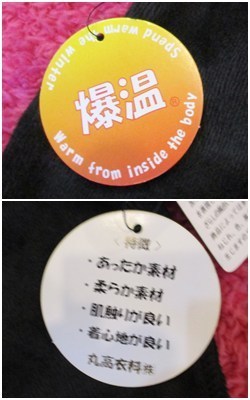 Spend warm the winter
爆温®
Warm from inside the body
<特徴>
・あったか素材
・柔らか素材
・肌触りが良い
・着心地が良い
丸高衣料㈱